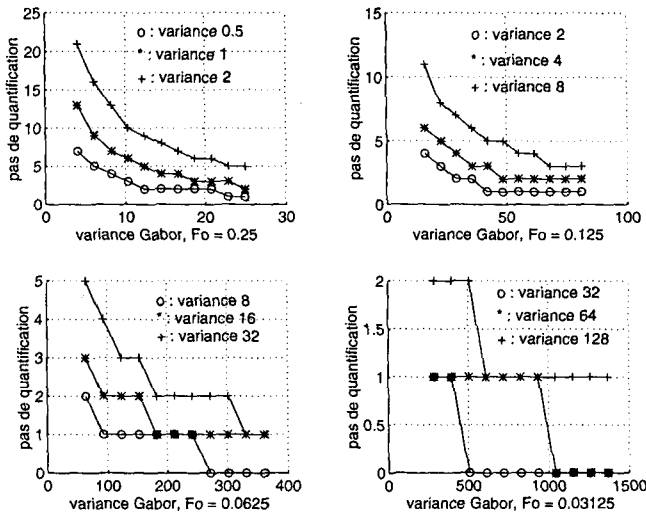 25
20
15
10
5
0
0
10
20
30
pas de quantification
o : variance 0.5
* : variance 1
+ : variance 2
variance Gabor, Fo = 0.25
15
10
5
0
0
50
100
pas de quantification
o : variance 2
* : variance 4
+ : variance 8
variance Gabor, Fo = 0.125
5
4
3
2
1
0
0
100
200
300
400
pas de quantification
o : variance 8
* : variance 16
+ : variance 32
variance Gabor, Fo = 0.0625
2
1.5
1
0.5
0
0
500
1000
1500
pas de quantification
o : variance 32
* : variance 64
+ : variance 128
variance Gabor, Fo = 0.03125